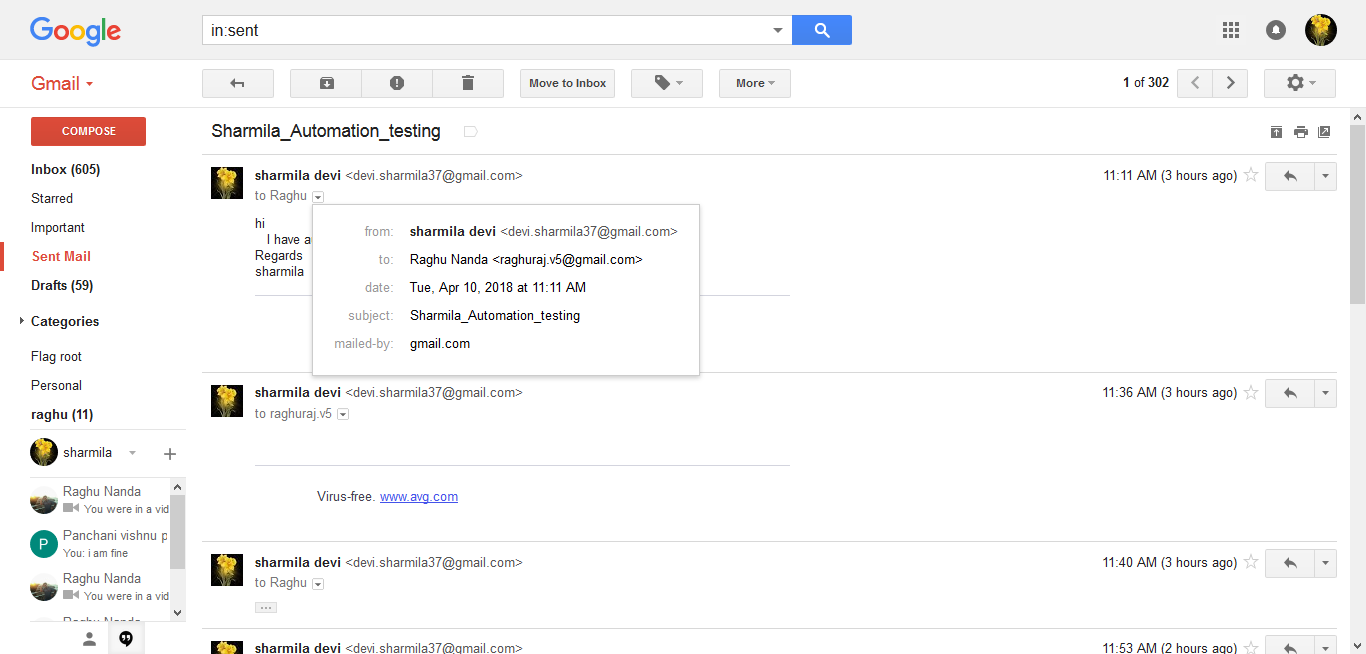 Google
in:sent
Gmail
Move to Inbox
More
1 of 302
COMPOSE
Inbox (605)
Starred
Important
Sent Mail
Drafts (59)
Categories
Flag root
Personal
raghu (11)
sharmila
Raghu Nanda
You were in a vid
P
Panchani vishnu p
You: i am fine
Raghu Nanda
You were in a vid
Sharmila_Automation_testing
sharmila devi <devi.sharmila37@gmail.com>
11:11 AM (3 hours ago)
to Raghu
hi
I have a
Regards
sharmila
from: sharmila devi <devi.sharmila37@gmail.com>
to: Raghu Nanda <raghuraj.v5@gmail.com>
date: Tue, Apr 10, 2018 at 11:11 AM
subject: Sharmila_Automation_testing
mailed-by: gmail.com
sharmila devi <devi.sharmila37@gmail.com>
11:36 AM (3 hours ago)
to raghuraj.v5
Virus-free. www.avg.com
sharmila devi <devi.sharmila37@gmail.com>
11:40 AM (3 hours ago)
to Raghu
sharmila devi <devi.sharmila37@gmail.com>
11:53 AM (2 hours ago)